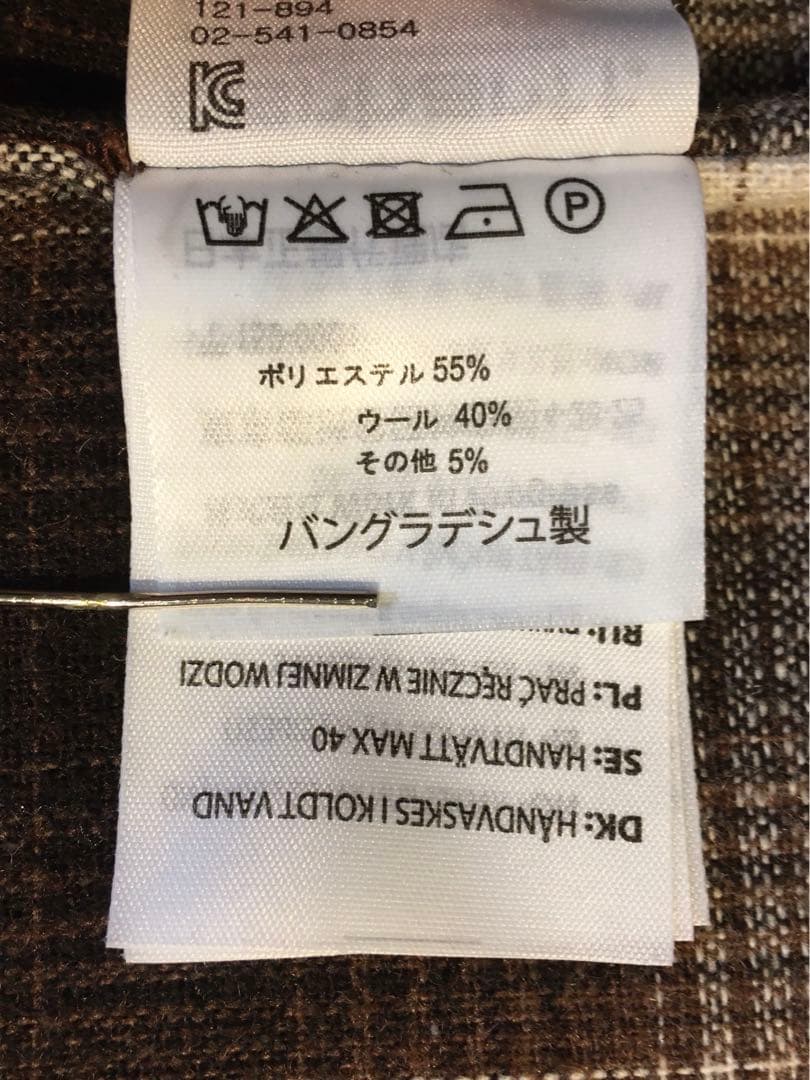 121-894
02-541-0854
P
ポリエステル 55%
ウール 40%
その他 5%
バングラデシュ製
PL: PRAĆ RĘCZNIE W ZIMNEJ WODZI
SE: HANDTVÄTT MAX 40
DK: HÅNDVASKES I KOLDT VAND